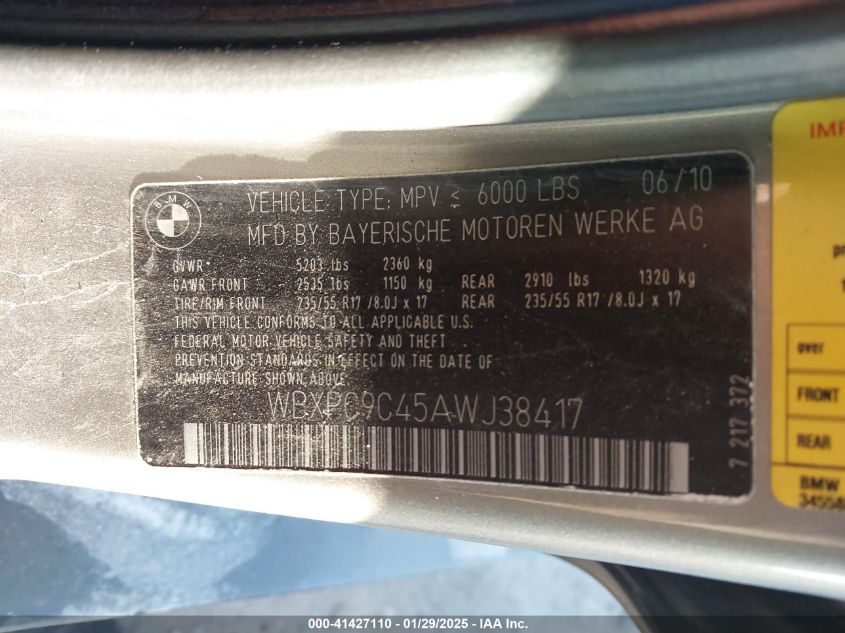 BMW
VEHICLE TYPE: MPV ≤ 6000 LBS 06/10
MFD BY BAYERISCHE MOTOREN WERKE AG
GVWR* 5203 lbs 2360 kg
GAWR FRONT 2535 lbs 1150 kg REAR 2910 lbs 1320 kg
TIRE/RIM FRONT 235/55 R17 /8.0J x 17 REAR 235/55 R17 /8.0J x 17
THIS VEHICLE CONFORMS TO ALL APPLICABLE U.S.
FEDERAL MOTOR VEHICLE SAFETY AND THEFT
PREVENTION STANDARDS IN EFFECT ON THE DATE OF
MANUFACTURE SHOWN ABOVE.
WBXPC9C45AWJ38417
7 217 372
over
FRONT
REAR
BMW
000-41427110 - 01/29/2025 - IAA Inc.